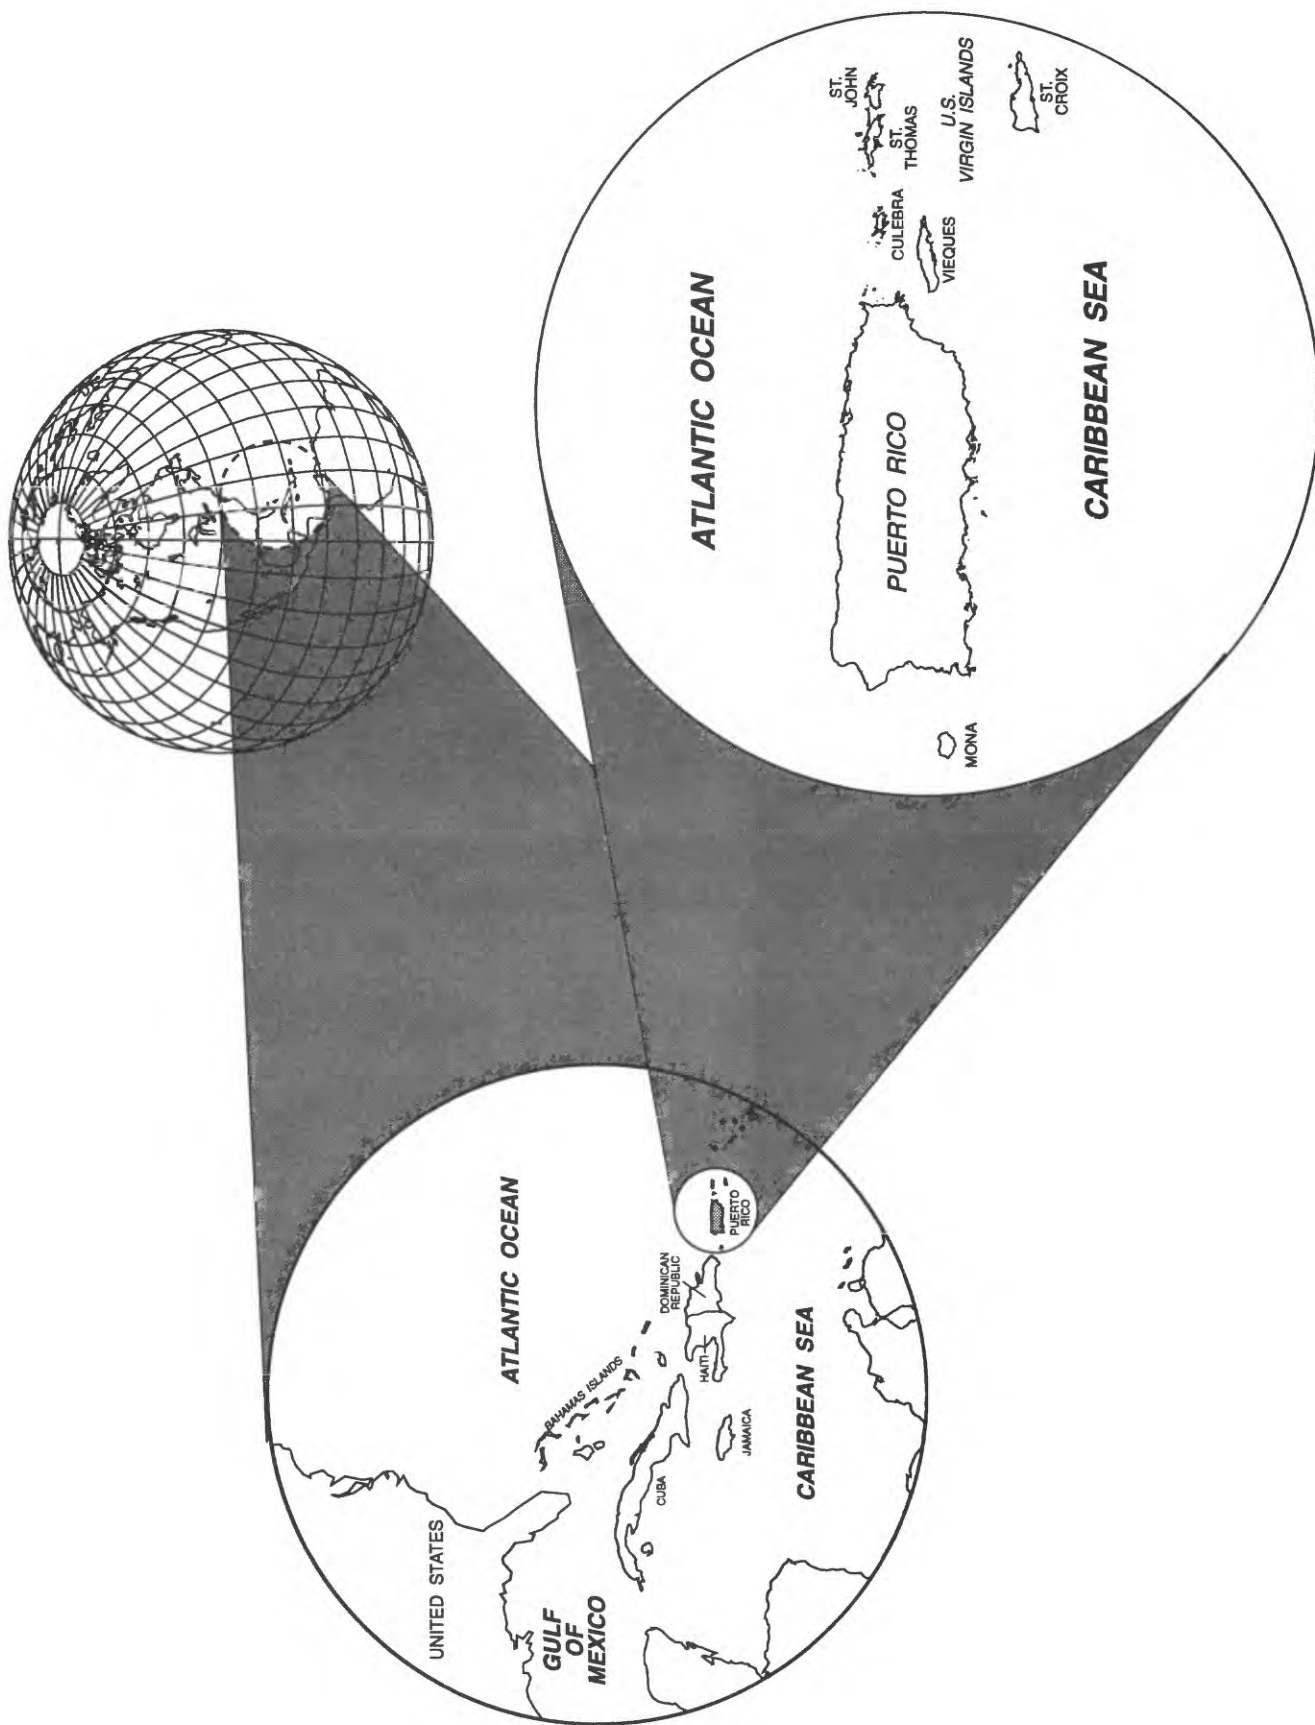 UNITED STATES
GULF
OF
MEXICO
ATLANTIC OCEAN
BAHAMAS ISLANDS
CUBA
JAMAICA
HAITI
DOMINICAN
REPUBLIC
PUERTO
RICO
CARIBBEAN SEA
ATLANTIC OCEAN
PUERTO RICO
MONA
CULEBRA
VIEQUES
ST.
JOHN
ST.
THOMAS
U.S.
VIRGIN ISLANDS
ST.
CROIX
CARIBBEAN SEA